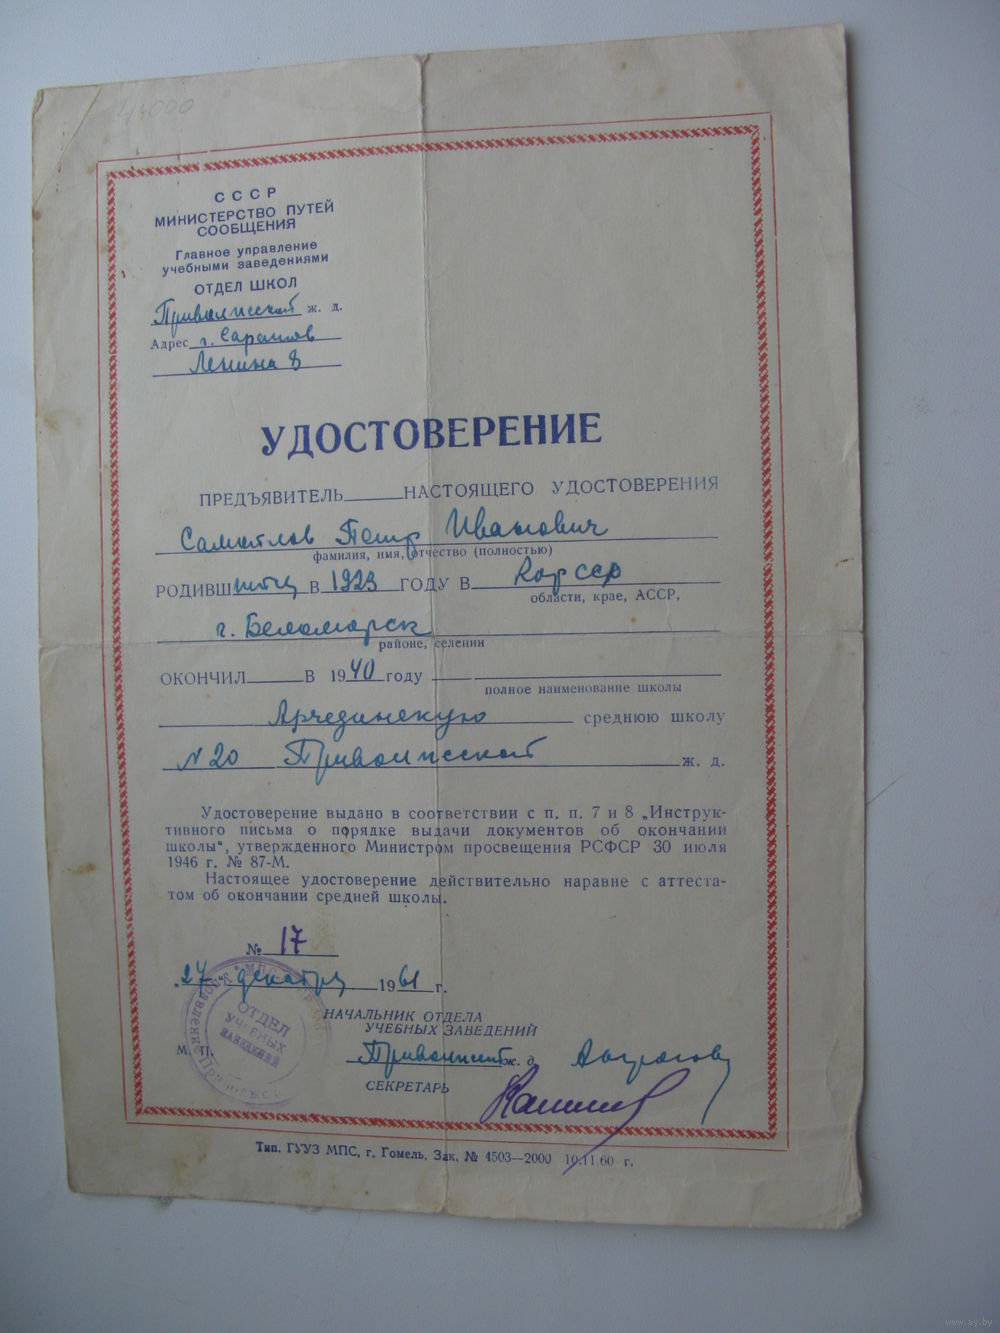 СССР
МИНИСТЕРСТВО ПУТЕЙ
СООБЩЕНИЯ
Главное управление
учебными заведениями
ОТДЕЛ ШКОЛ
Приволжской ж. д.
Адрес г. Саратов
Ленина 8
УДОСТОВЕРЕНИЕ
ПРЕДЪЯВИТЕЛЬ НАСТОЯЩЕГО УДОСТОВЕРЕНИЯ
Петр Иванович
фамилия, имя, отчество (полностью)
РОДИВШ В 1923 ГОДУ В Кар ССР
области, крае, АССР,
г. Беломорск
районе, селении
ОКОНЧИЛ В 1940 году
полное наименование школы
Арчединскую среднюю школу
№ 20 Приволжской ж. д.
Удостоверение выдано в соответствии с п. п. 7 и 8 „Инструк-
тивного письма о порядке выдачи документов об окончании
школы“, утвержденного Министром просвещения РСФСР 30 июля
1946 г. № 87-М.
Настоящее удостоверение действительно наравне с аттеста-
том об окончании средней школы.
№ 17
„27“ декабря 1961 г.
НАЧАЛЬНИК ОТДЕЛА
УЧЕБНЫХ ЗАВЕДЕНИЙ
М. П.
Приволжской ж. д.
СЕКРЕТАРЬ
ОТДЕЛ
УЧЕБНЫХ
ЗАВЕДЕНИЙ
Тип. ГУУЗ МПС, г. Гомель, Зак. № 4503—2000 10.11.60 г.
www.ay.by